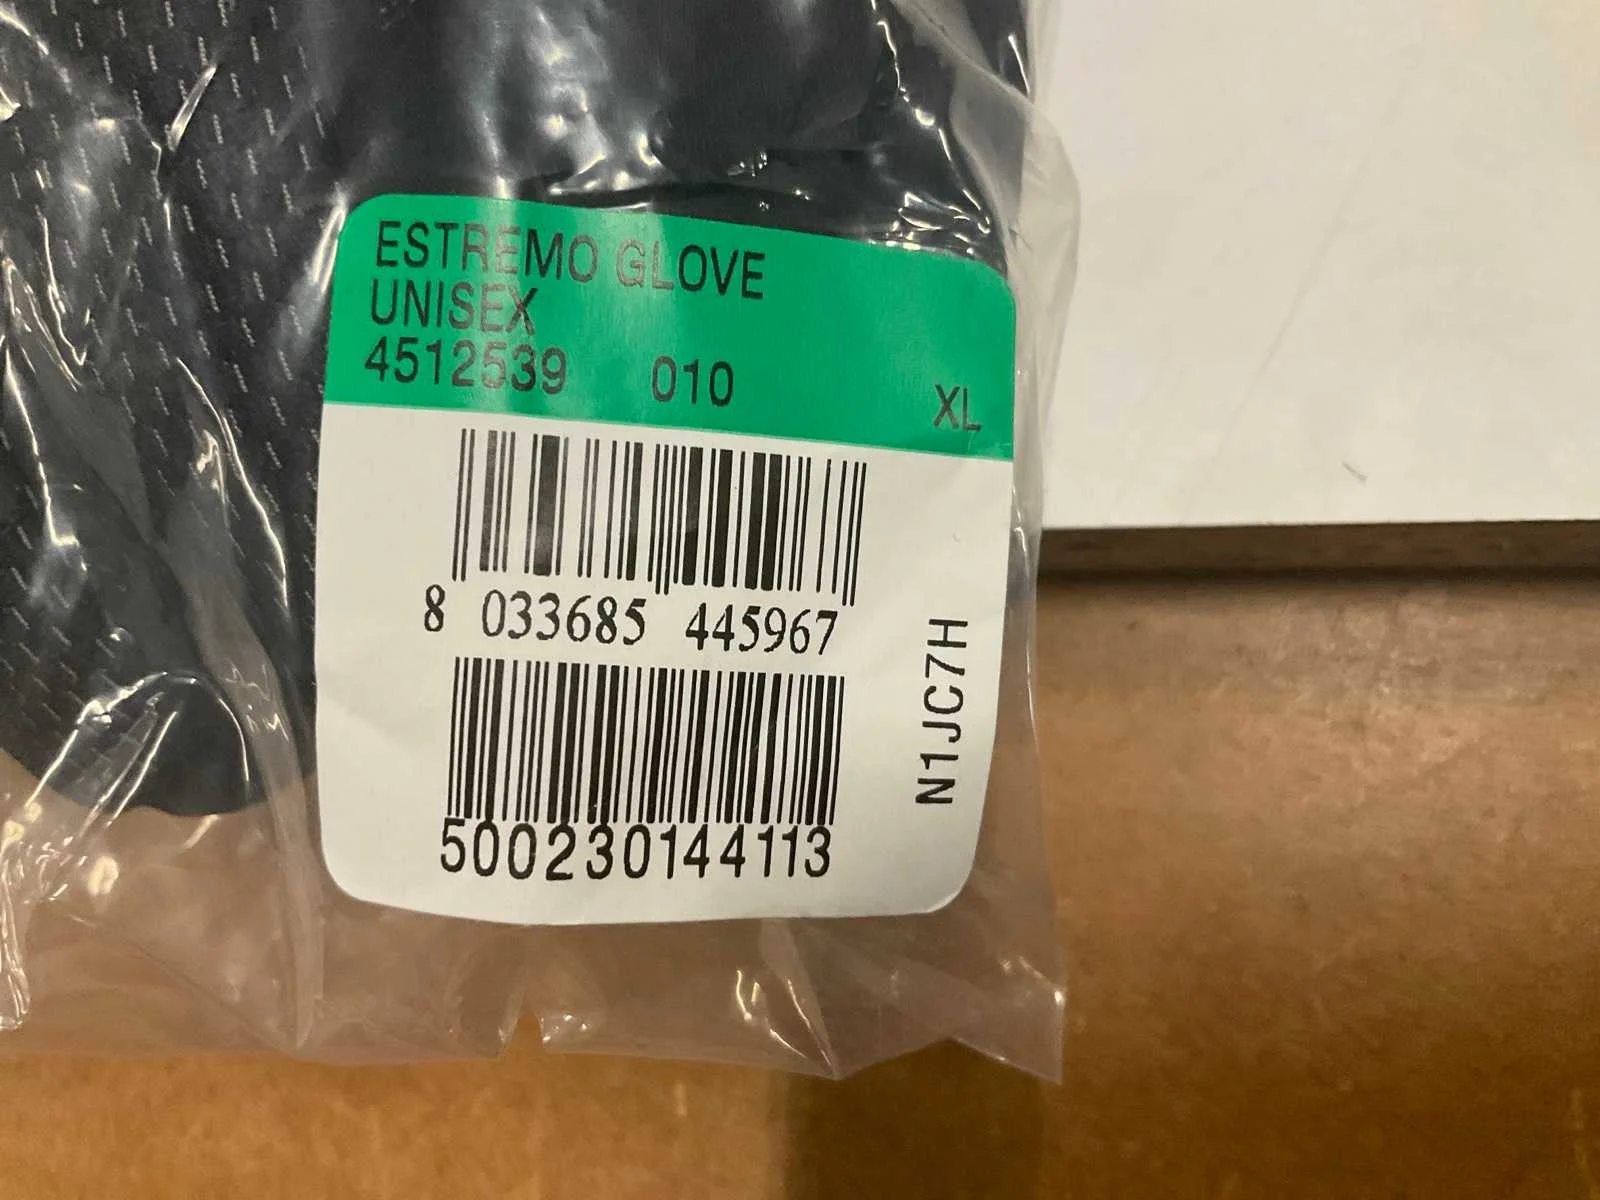 ESTREMO GLOVE
UNISEX
4512539 010 XL
8 033685 445967
500230144113
N1JC7H